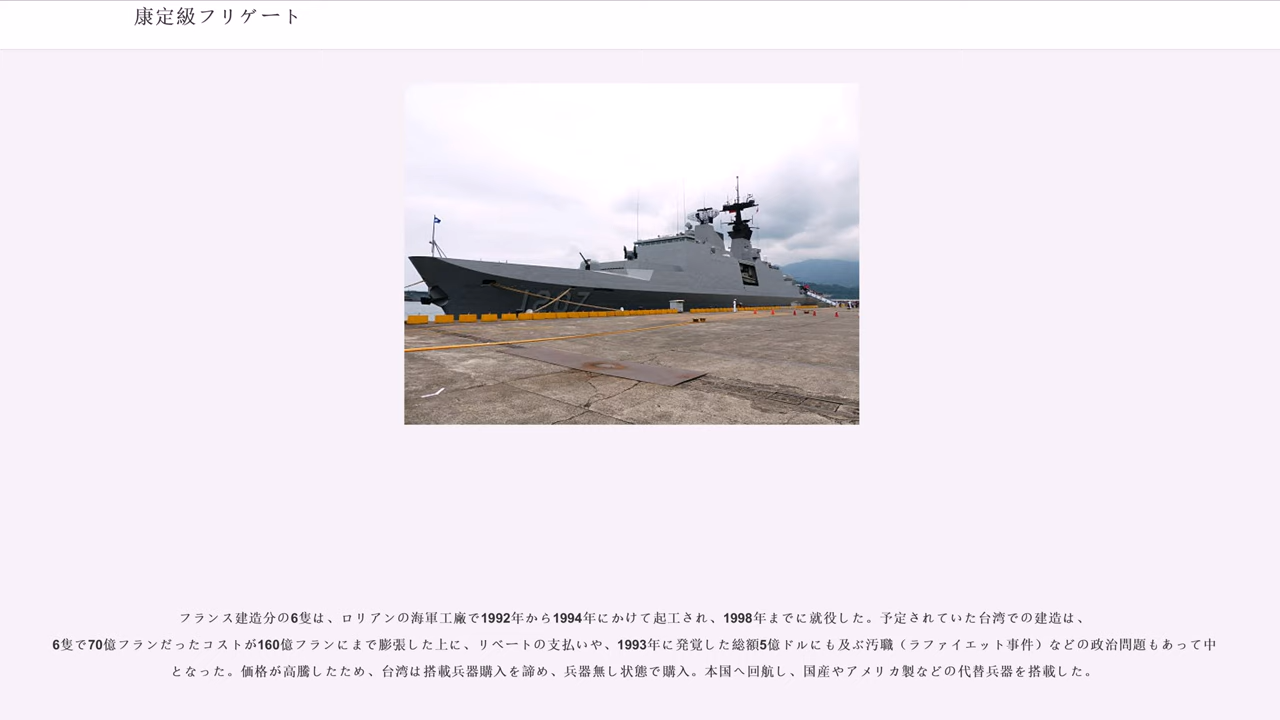 康定級フリゲート
1207
フランス建造分の6隻は、ロリアンの海軍工廠で1992年から1994年にかけて起工され、1998年までに就役した。予定されていた台湾での建造は、
6隻で70億フランだったコストが160億フランにまで膨張した上に、リベートの支払いや、1993年に発覚した総額5億ドルにも及ぶ汚職（ラファイエット事件）などの政治問題もあって中
となった。価格が高騰したため、台湾は搭載兵器購入を諦め、兵器無し状態で購入。本国へ回航し、国産やアメリカ製などの代替兵器を搭載した。